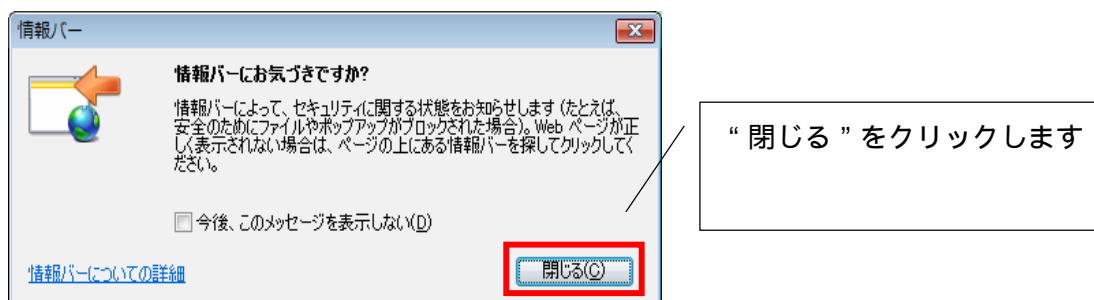 情報バー
情報バーにお気づきですか?
情報バーによって、セキュリティに関する状態をお知らせします (たとえば、
安全のためにファイルやポップアップがブロックされた場合)。Web ページが正
しく表示されない場合は、ページの上にある情報バーを探してクリックしてく
ださい。
今後、このメッセージを表示しない(D)
情報バーについての詳細
閉じる(C)
“ 閉じる ” をクリックします